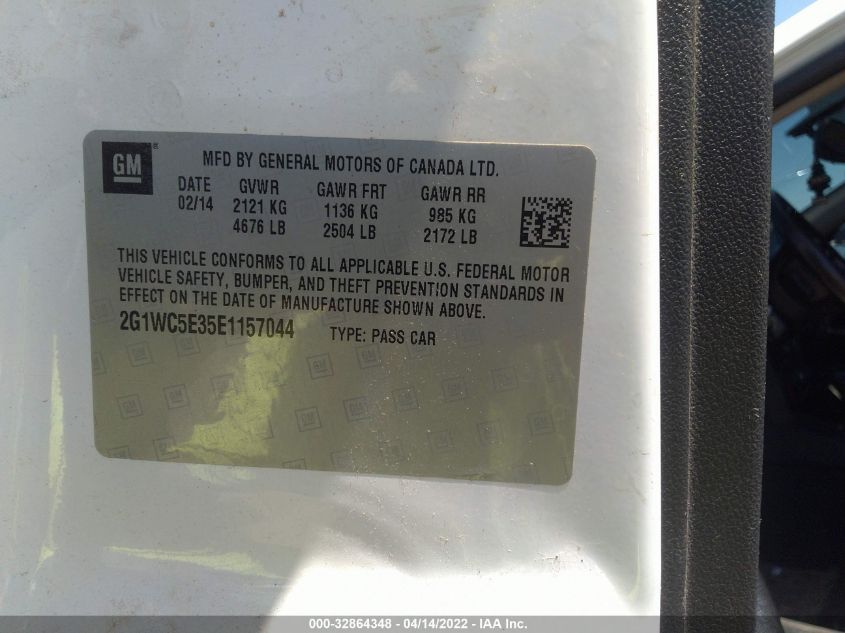 GM ®
MFD BY GENERAL MOTORS OF CANADA LTD.
DATE GVWR GAWR FRT GAWR RR
02/14 2121 KG 1136 KG 985 KG
4676 LB 2504 LB 2172 LB
THIS VEHICLE CONFORMS TO ALL APPLICABLE U.S. FEDERAL MOTOR
VEHICLE SAFETY, BUMPER, AND THEFT PREVENTION STANDARDS IN
EFFECT ON THE DATE OF MANUFACTURE SHOWN ABOVE.
2G1WC5E35E1157044 TYPE: PASS CAR
000-32864348 - 04/14/2022 - IAA Inc.